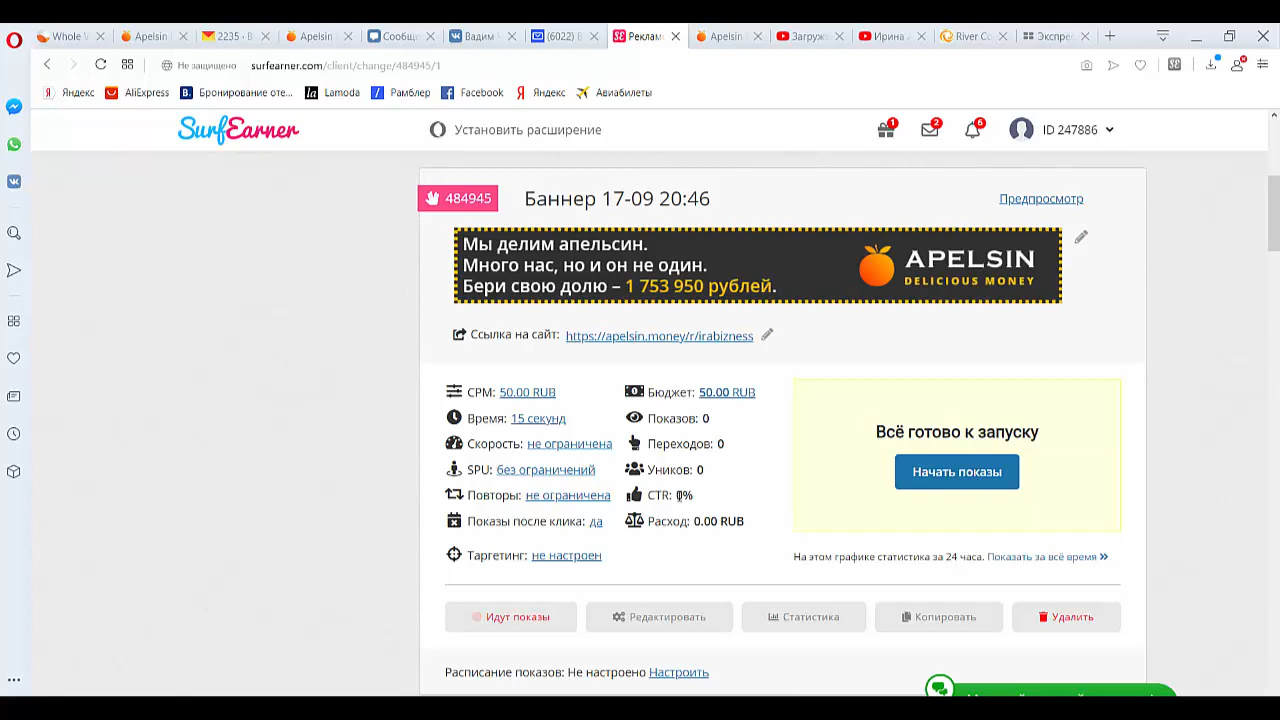 Whole W
Apelsin
2235 · В
Apelsin
Сообще
Вадим
(6022) В
SE Реклам
Apelsin
Загруж
Ирина
River Co
Экспрес
Не защищено surfearner.com/client/change/484945/1
Яндекс AliExpress Бронирование оте... Lamoda Рамблер Facebook Яндекс Авиабилеты
SurfEarner Установить расширение 1 2 6 ID 247886
484945 Баннер 17-09 20:46 Предпросмотр
Мы делим апельсин.
Много нас, но и он не один.
Бери свою долю – 1 753 950 рублей.
APELSIN
DELICIOUS MONEY
Ссылка на сайт: https://apelsin.money/r/irabizness
CPM: 50.00 RUB Бюджет: 50.00 RUB
Время: 15 секунд Показов: 0
Скорость: не ограничена Переходов: 0
SPU: без ограничений Уников: 0
Повторы: не ограничена CTR: 0%
Показы после клика: да Расход: 0.00 RUB
Таргетинг: не настроен
Всё готово к запуску
Начать показы
На этом графике статистика за 24 часа. Показать за всё время »
Идут показы Редактировать Статистика Копировать Удалить
Расписание показов: Не настроено Настроить